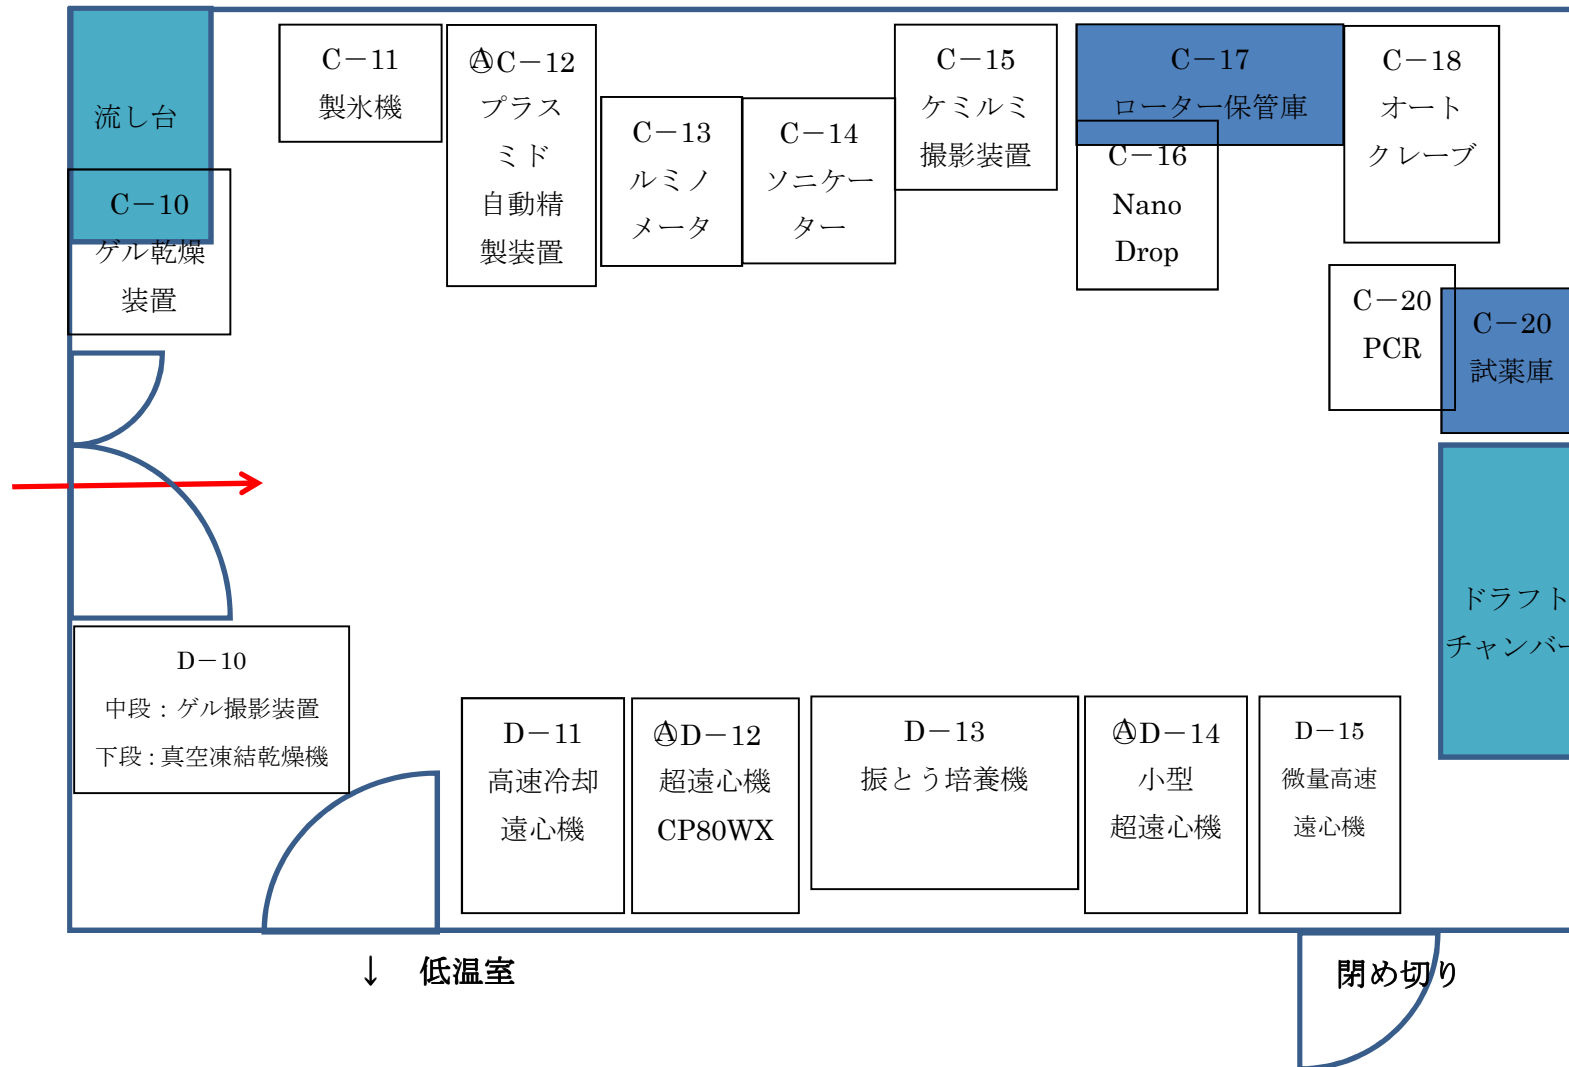 流し台
C－10
ゲル乾燥
装置
C－11
製氷機
ⒶC－12
プラス
ミド
自動精
製装置
C－13
ルミノ
メータ
C－14
ソニケー
ター
C－15
ケミルミ
撮影装置
C－17
ローター保管庫
C－16
Nano
Drop
C－18
オート
クレーブ
C－20
PCR
C－20
試薬庫
ドラフト
チャンバー
D－10
中段：ゲル撮影装置
下段：真空凍結乾燥機
D－11
高速冷却
遠心機
ⒶD－12
超遠心機
CP80WX
D－13
振とう培養機
ⒶD－14
小型
超遠心機
D－15
微量高速
遠心機
↓　低温室
閉め切り